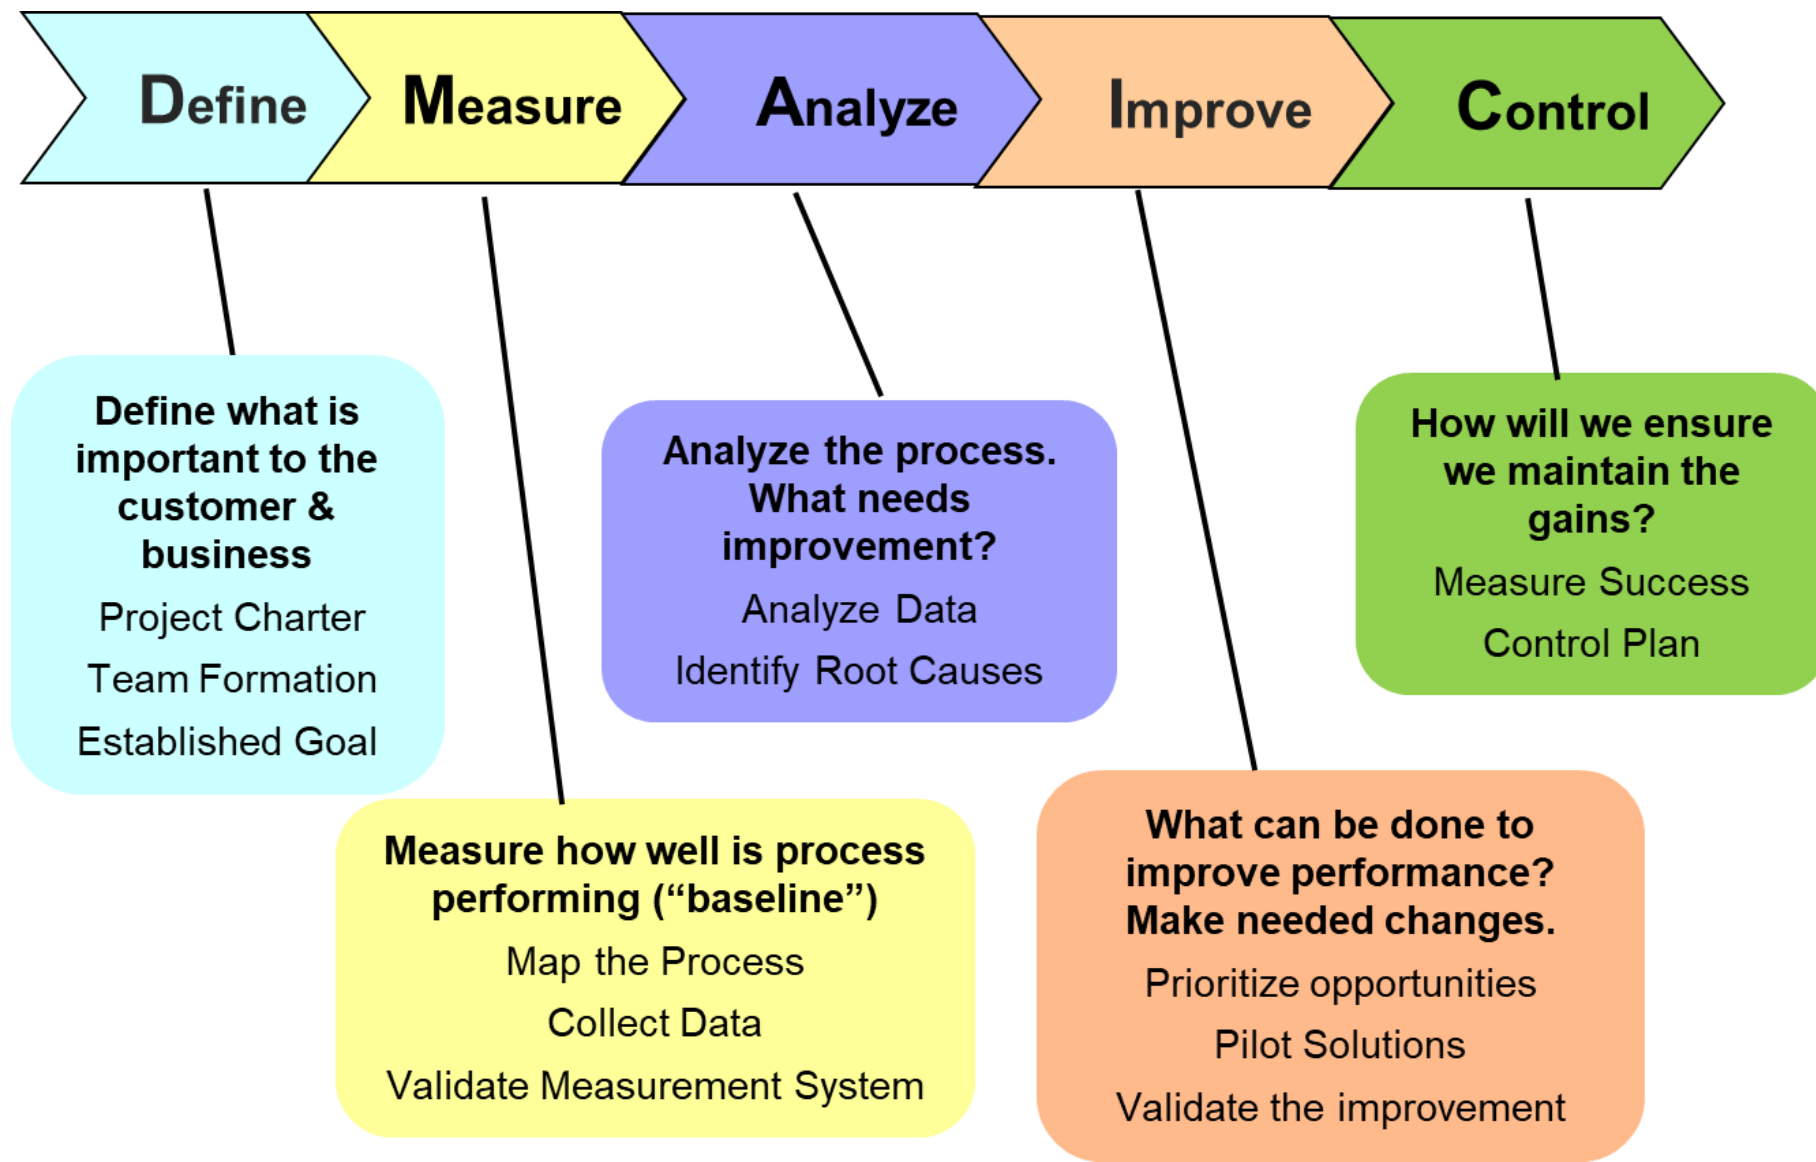 Define
Measure
Analyze
Improve
Control
Define what is
important to the
customer &
business
Project Charter
Team Formation
Established Goal
Measure how well is process
performing (“baseline”)
Map the Process
Collect Data
Validate Measurement System
Analyze the process.
What needs
improvement?
Analyze Data
Identify Root Causes
What can be done to
improve performance?
Make needed changes.
Prioritize opportunities
Pilot Solutions
Validate the improvement
How will we ensure
we maintain the
gains?
Measure Success
Control Plan